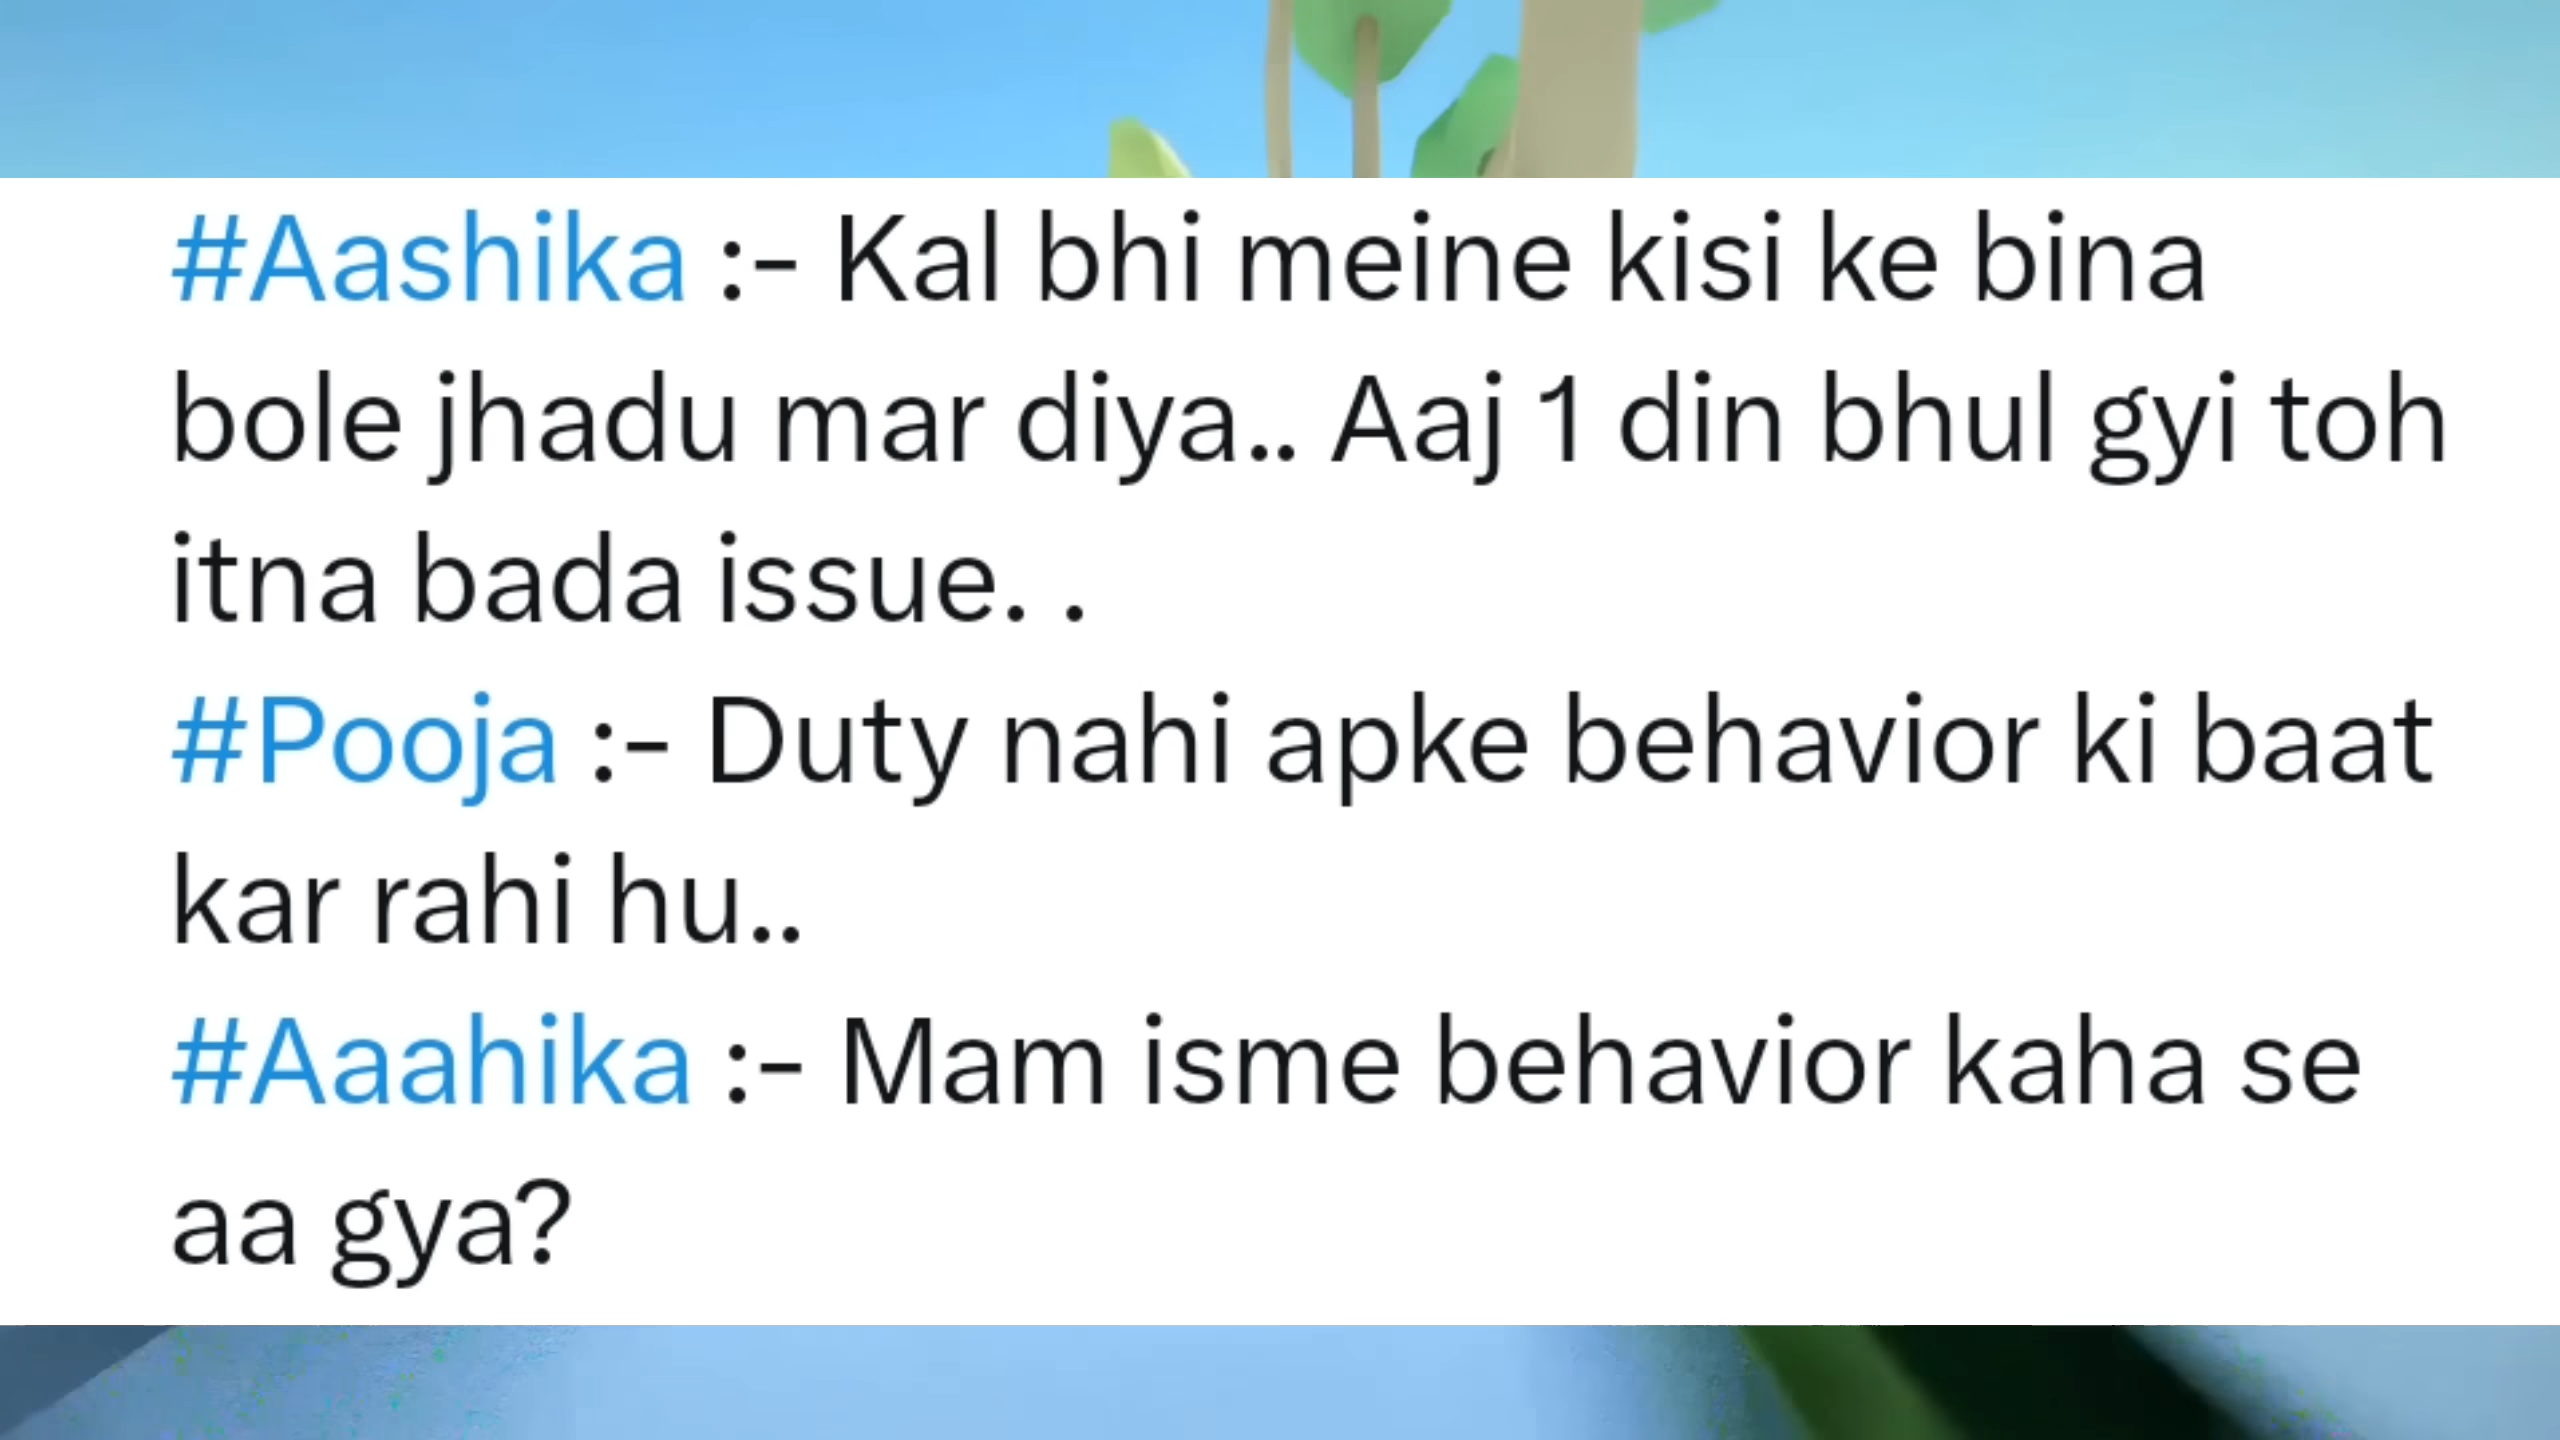 #Aashika :- Kal bhi meine kisi ke bina
bole jhadu mar diya.. Aaj 1 din bhul gyi toh
itna bada issue. .
#Pooja :- Duty nahi apke behavior ki baat
kar rahi hu..
#Aaahika :- Mam isme behavior kaha se
aa gya?